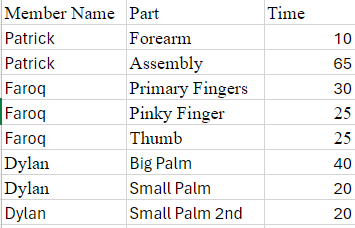 Member Name Part Time
Patrick Forearm 10
Patrick Assembly 65
Faroq Primary Fingers 30
Faroq Pinky Finger 25
Faroq Thumb 25
Dylan Big Palm 40
Dylan Small Palm 20
Dylan Small Palm 2nd 20